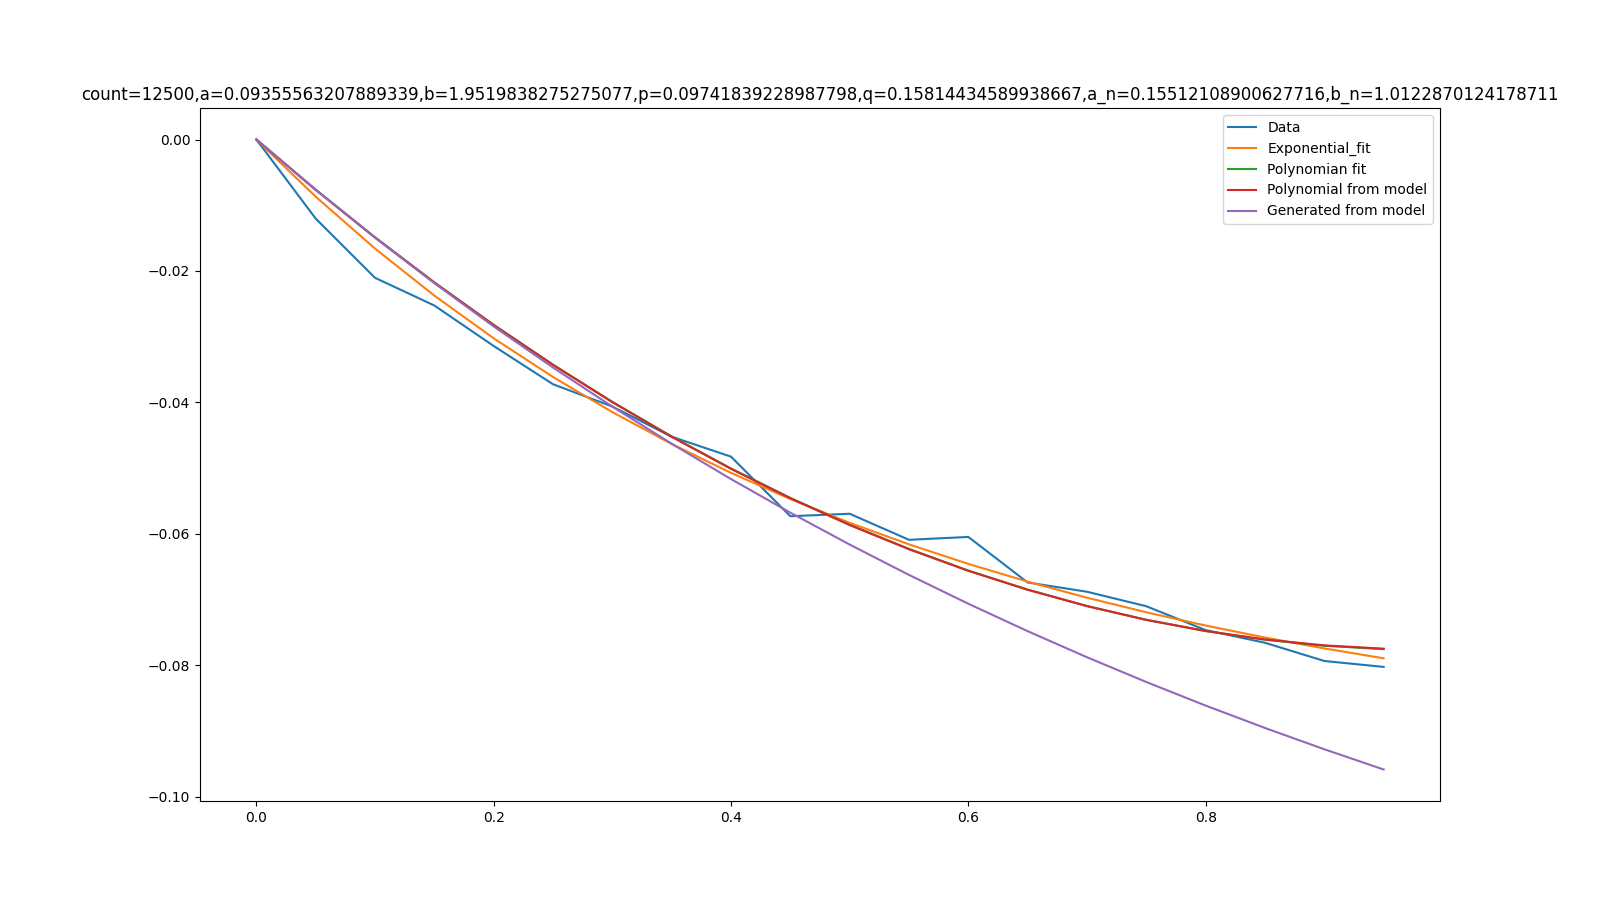 count=12500,a=0.09355563207889339,b=1.9519838275275077,p=0.09741839228987798,q=0.15814434589938667,a_n=0.15512108900627716,b_n=1.0122870124178711
Data
Exponential_fit
Polynomian fit
Polynomial from model
Generated from model
0.00
−0.02
−0.04
−0.06
−0.08
−0.10
0.0 0.2 0.4 0.6 0.8